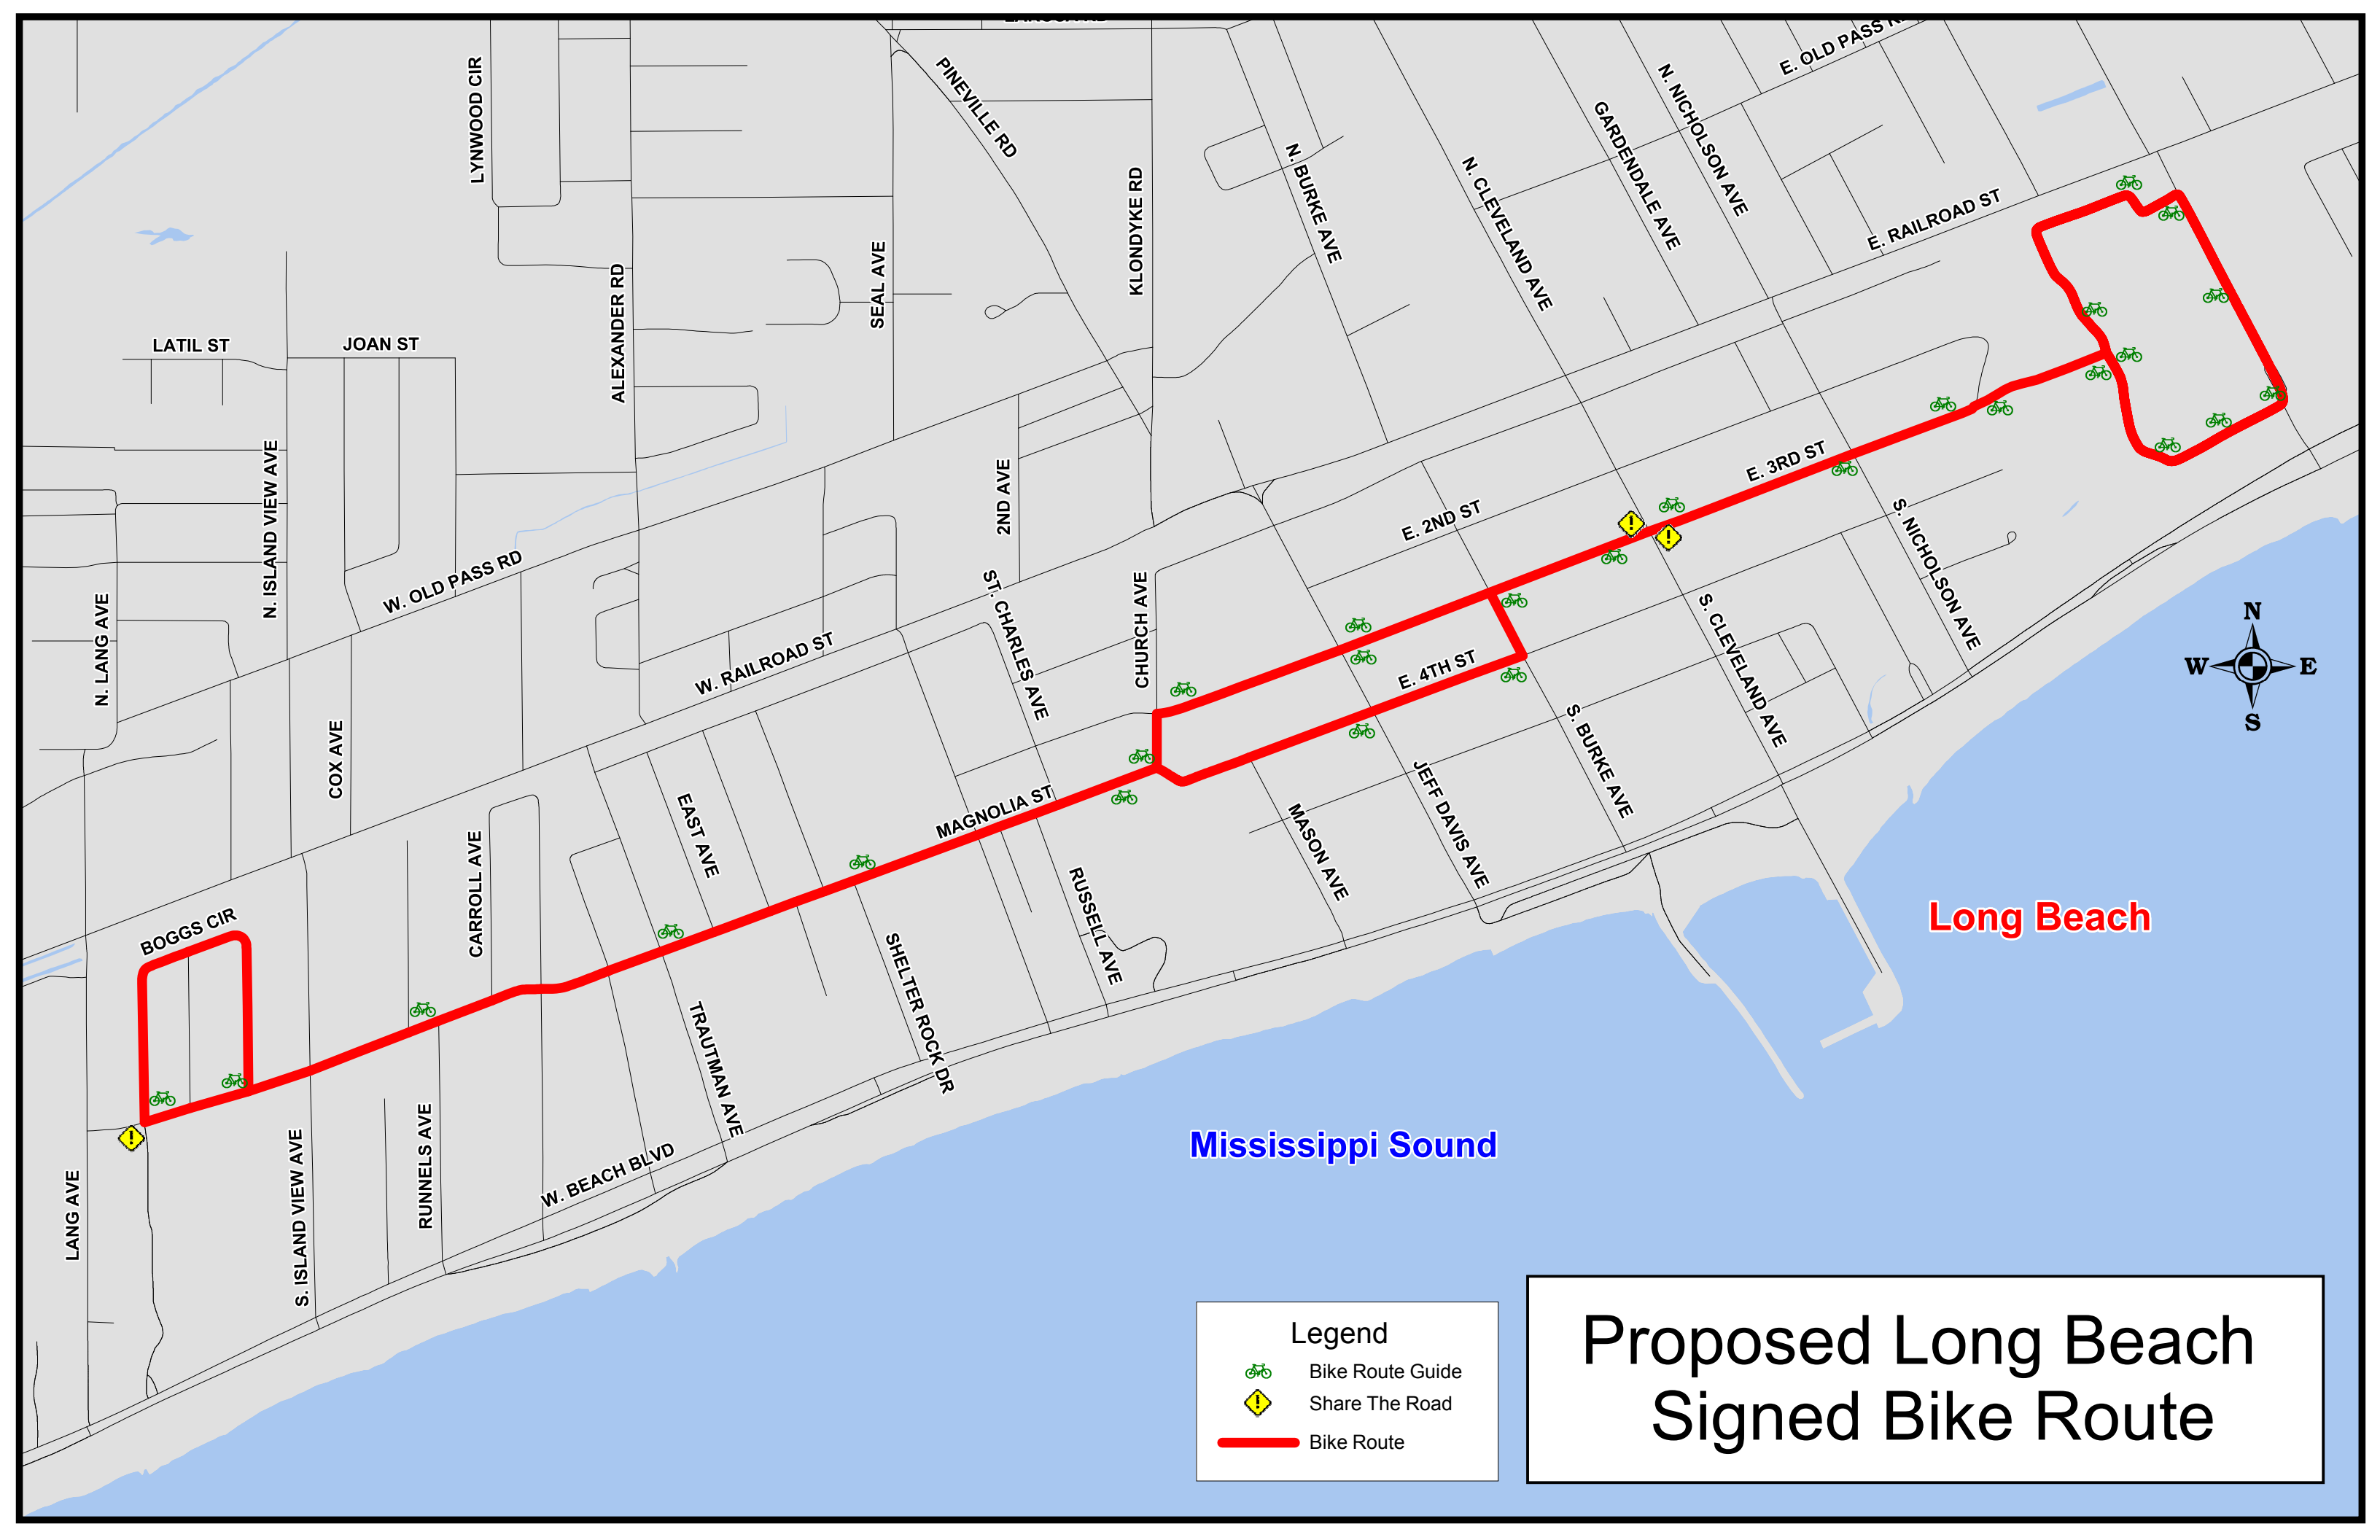 PINEVILLE RD
E. OLD PASS
LYNWOOD CIR
N. NICHOLSON AVE
GARDENDALE AVE
N. BURKE AVE
N. CLEVELAND AVE
KLONDYKE RD
E. RAILROAD ST
SEAL AVE
ALEXANDER RD
LATIL ST
JOAN ST
N. ISLAND VIEW AVE
2ND AVE
E. 3RD ST
E. 2ND ST
S. NICHOLSON AVE
W. OLD PASS RD
ST. CHARLES AVE
CHURCH AVE
N. LANG AVE
S. CLEVELAND AVE
N
W
E
S
W. RAILROAD ST
E. 4TH ST
COX AVE
S. BURKE AVE
JEFF DAVIS AVE
MAGNOLIA ST
EAST AVE
MASON AVE
CARROLL AVE
RUSSELL AVE
BOGGS CIR
Long Beach
SHELTER ROCK DR
TRAUTMAN AVE
RUNNELS AVE
S. ISLAND VIEW AVE
LANG AVE
W. BEACH BLVD
Mississippi Sound
Legend
Bike Route Guide
Share The Road
Bike Route
Proposed Long Beach
Signed Bike Route